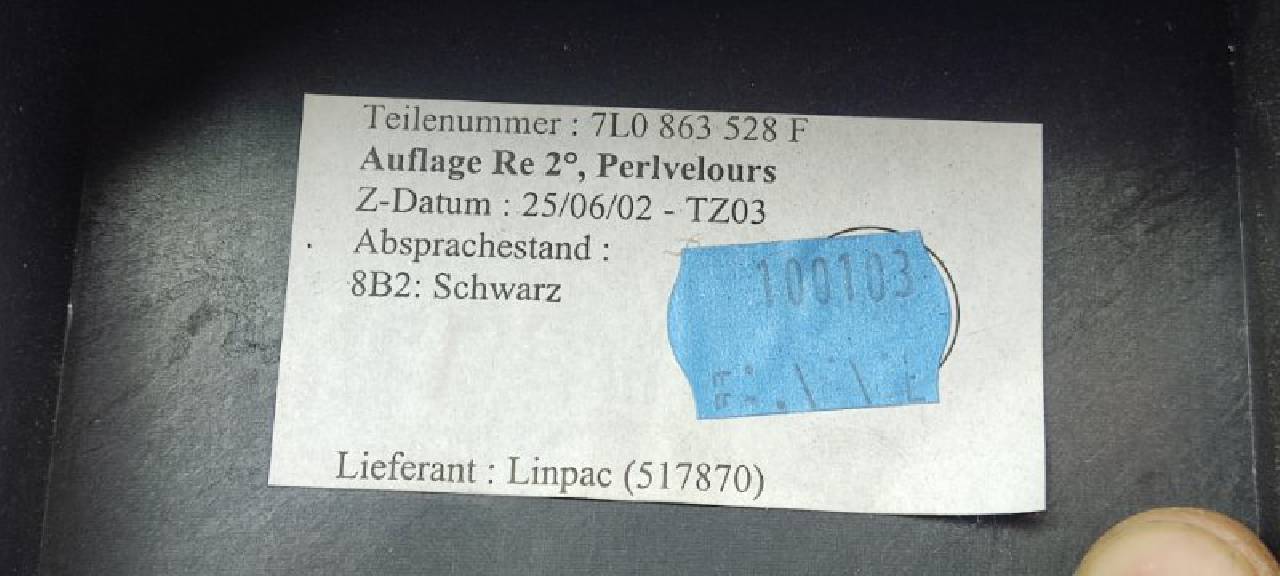 Teilenummer : 7L0 863 528 F
Auflage Re 2°, Perlvelours
Z-Datum : 25/06/02 - TZ03
Absprachestand :
8B2: Schwarz
100103
Lieferant : Linpac (517870)